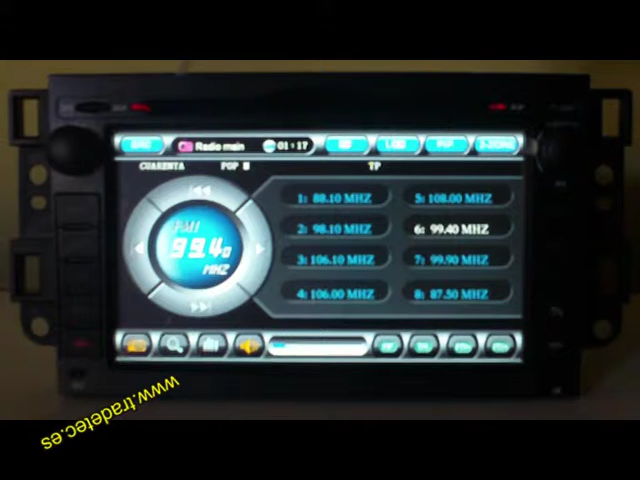 Radio main 01:17
CUARENTA POP M TP
1: 88.10 MHZ 5: 108.00 MHZ
2: 98.10 MHZ 6: 99.40 MHZ
FM1
99.40
MHZ
3: 106.10 MHZ 7: 99.90 MHZ
4: 106.00 MHZ 8: 87.50 MHZ
www.tradetec.es